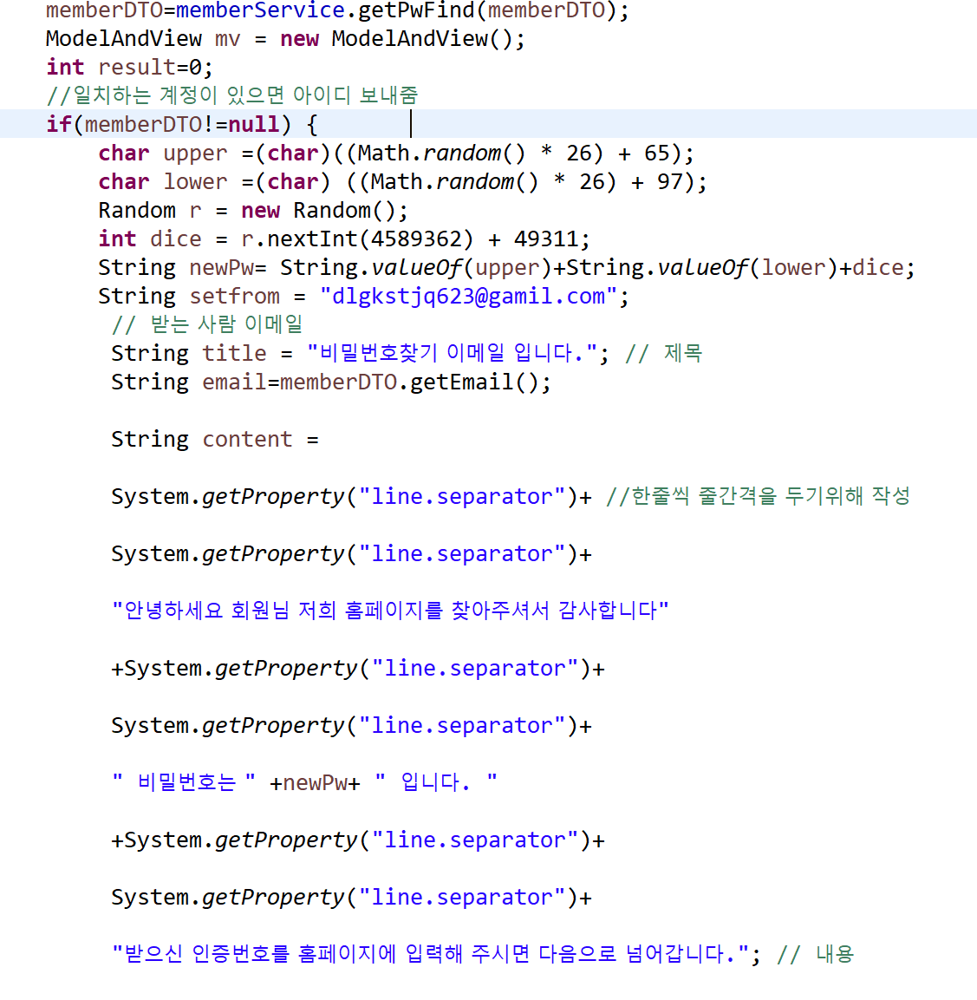 memberDTO=memberService.getPwFind(memberDTO);
ModelAndView mv = new ModelAndView();
int result=0;
//일치하는 계정이 있으면 아이디 보내줌
if(memberDTO!=null) {
char upper =(char)((Math.random() * 26) + 65);
char lower =(char) ((Math.random() * 26) + 97);
Random r = new Random();
int dice = r.nextInt(4589362) + 49311;
String newPw= String.valueOf(upper)+String.valueOf(lower)+dice;
String setfrom = "dlgkstjq623@gamil.com";
// 받는 사람 이메일
String title = "비밀번호찾기 이메일 입니다."; // 제목
String email=memberDTO.getEmail();
String content =
System.getProperty("line.separator")+ //한줄씩 줄간격을 두기위해 작성
System.getProperty("line.separator")+
"안녕하세요 회원님 저희 홈페이지를 찾아주셔서 감사합니다"
+System.getProperty("line.separator")+
System.getProperty("line.separator")+
" 비밀번호는 " +newPw+ " 입니다. "
+System.getProperty("line.separator")+
System.getProperty("line.separator")+
"받으신 인증번호를 홈페이지에 입력해 주시면 다음으로 넘어갑니다."; // 내용